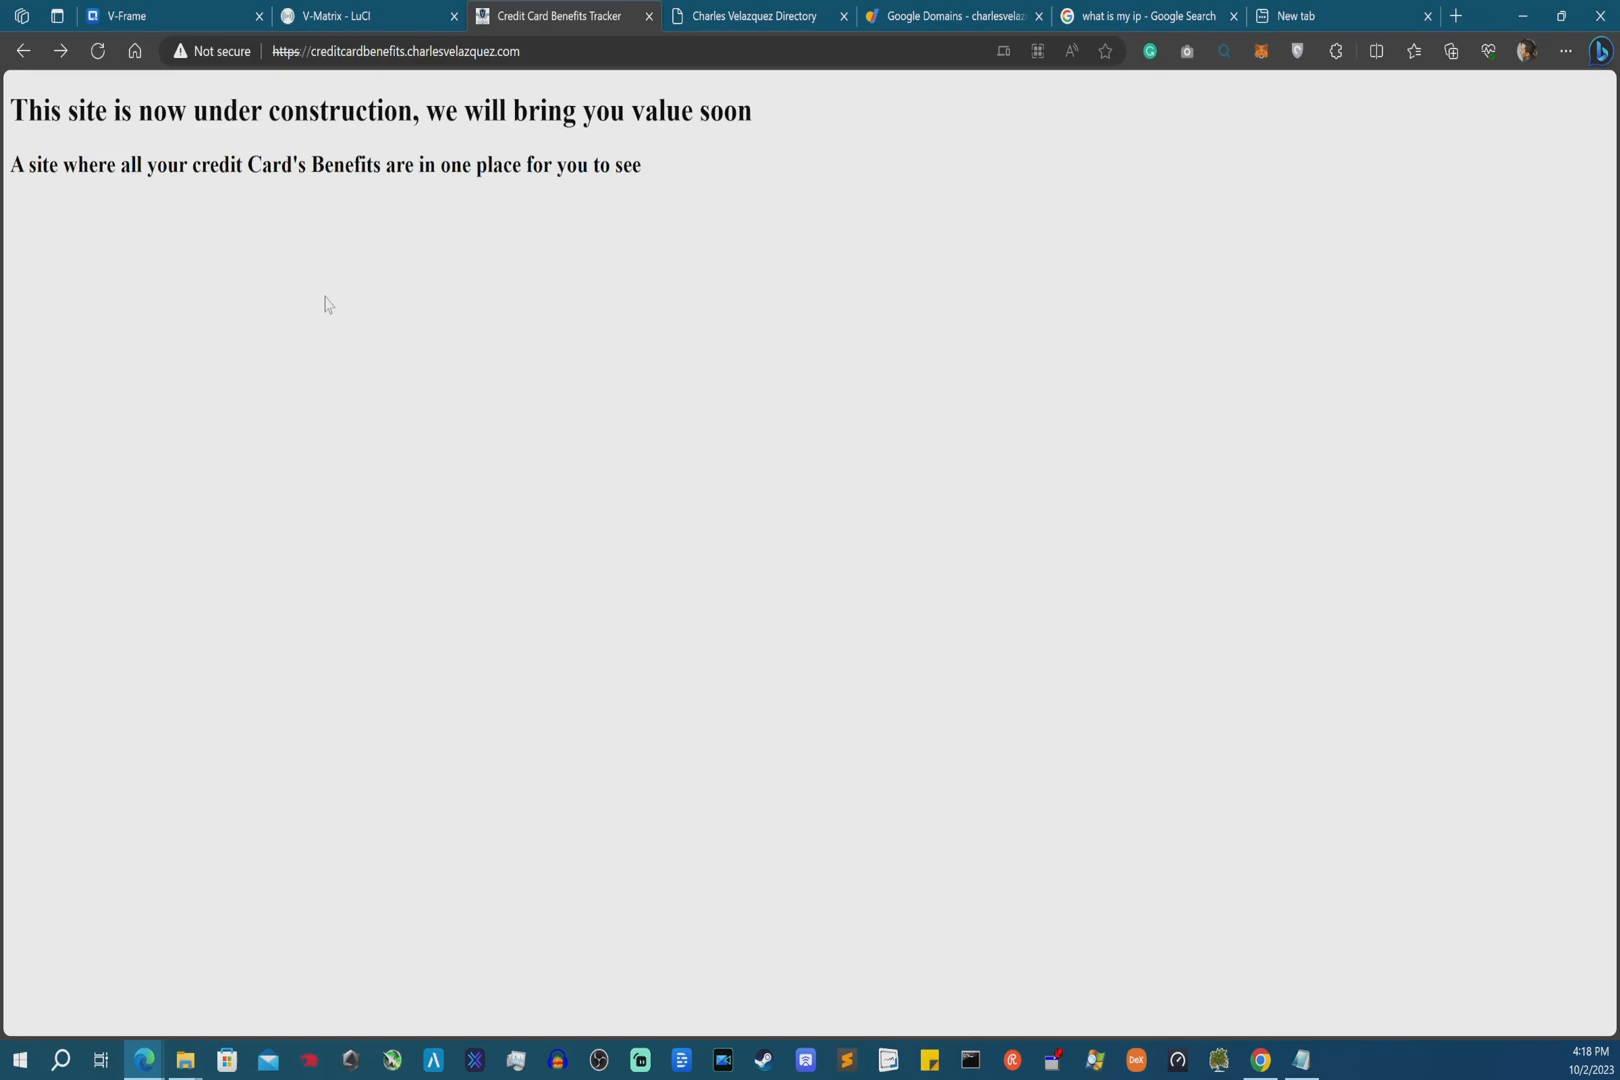 V-Frame
V-Matrix - LuCI
Credit Card Benefits Tracker
Charles Velazquez Directory
Google Domains - charlesvelaz
what is my ip - Google Search
New tab
Not secure
https://creditcardbenefits.charlesvelazquez.com
This site is now under construction, we will bring you value soon
A site where all your credit Card's Benefits are in one place for you to see
DeX
4:18 PM
10/2/2023